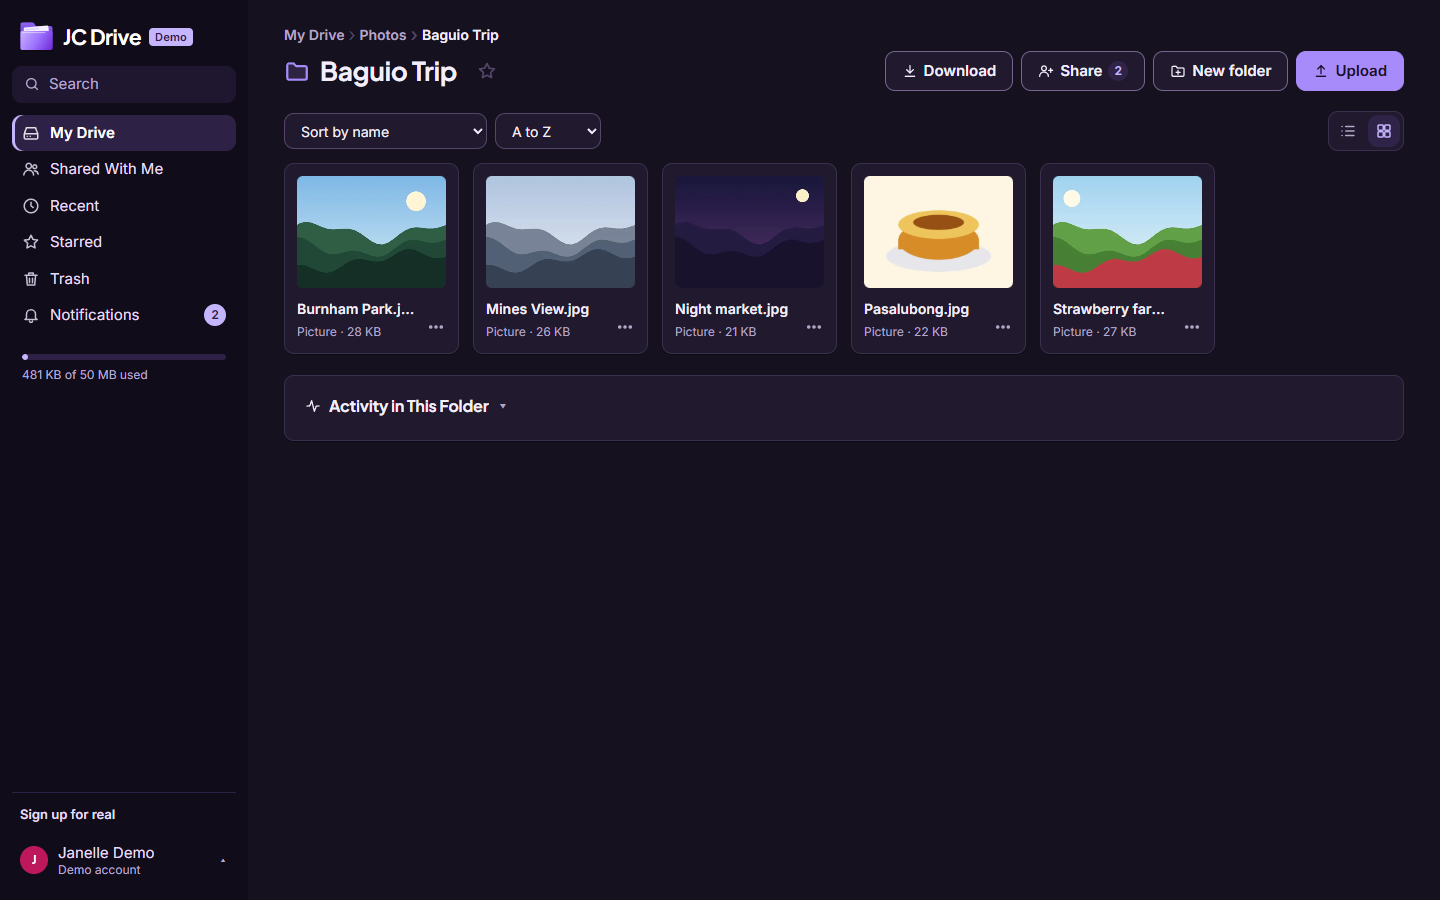 JC Drive Demo
Search
My Drive
Shared With Me
Recent
Starred
Trash
Notifications 2
481 KB of 50 MB used
Sign up for real
J Janelle Demo
Demo account
My Drive > Photos > Baguio Trip
Baguio Trip
Download
Share 2
New folder
Upload
Sort by name
A to Z
Burnham Park.j...
Picture · 28 KB
Mines View.jpg
Picture · 26 KB
Night market.jpg
Picture · 21 KB
Pasalubong.jpg
Picture · 22 KB
Strawberry far...
Picture · 27 KB
Activity in This Folder